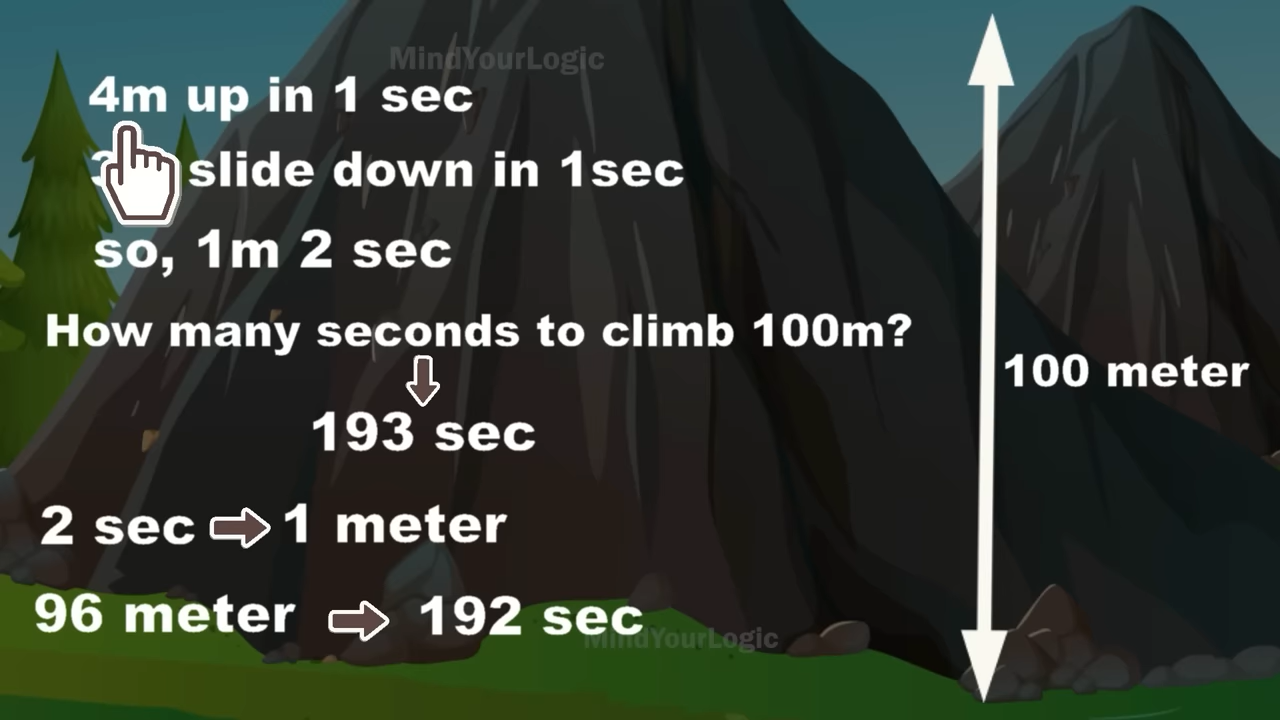 MindYourLogic
4m up in 1 sec
slide down in 1sec
so, 1m 2 sec
How many seconds to climb 100m?
100 meter
193 sec
2 sec 1 meter
96 meter 192 sec
MindYourLogic